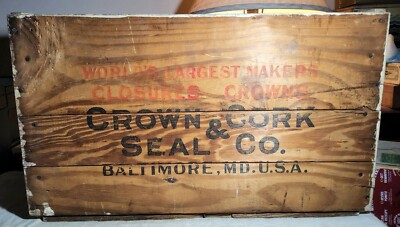 WORLD'S LARGEST MAKERS
CLOSURES CROWNS
CROWN CORK
&
SEAL CO.
BALTIMORE, MD. U.S.A.